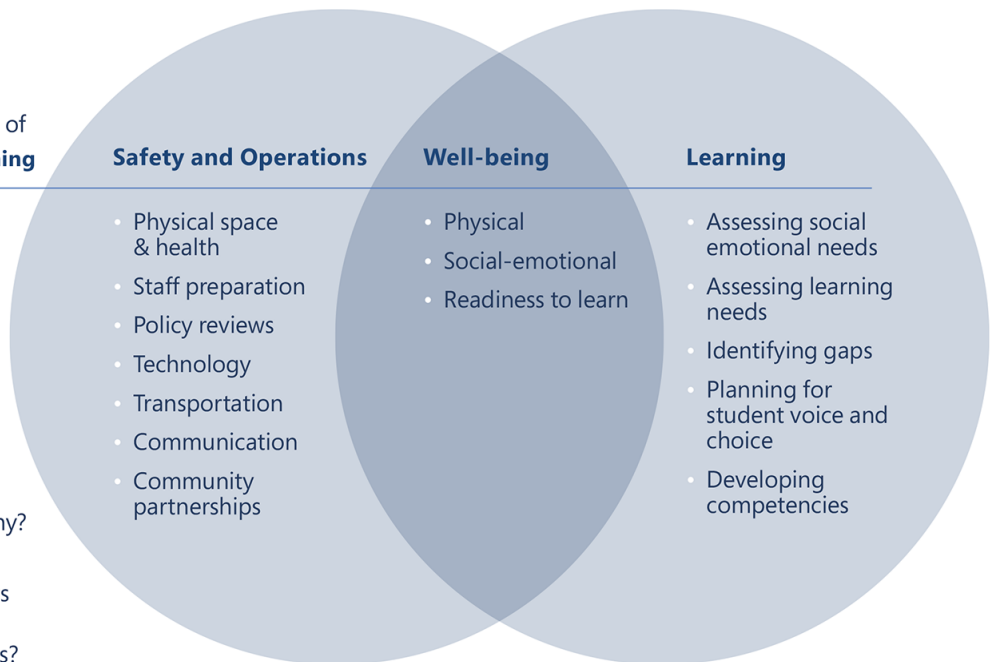 of
Safety and Operations
Physical space
& health
Staff preparation
Policy reviews
Technology
Transportation
Communication
Community
partnerships
Well-being
Physical
Social-emotional
Readiness to learn
Learning
Assessing social
emotional needs
Assessing learning
needs
Identifying gaps
Planning for
student voice and
choice
Developing
competencies